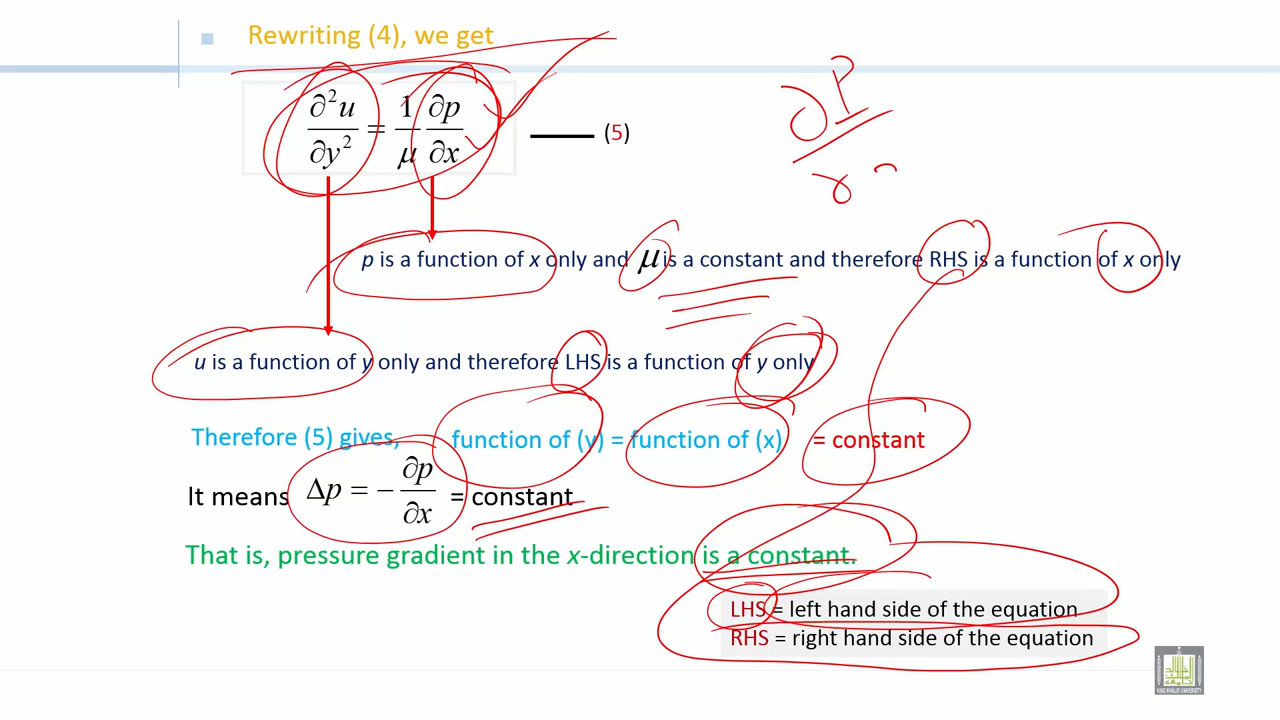 Rewriting (4), we get
∂²u/∂y² = 1/μ ∂p/∂x (5)
∂P
p is a function of x only and μ is a constant and therefore RHS is a function of x only
u is a function of y only and therefore LHS is a function of y only
Therefore (5) gives, function of (y) = function of (x) = constant
It means Δp = − ∂p/∂x = constant
That is, pressure gradient in the x-direction is a constant.
LHS = left hand side of the equation
RHS = right hand side of the equation
KING KHALID UNIVERSITY